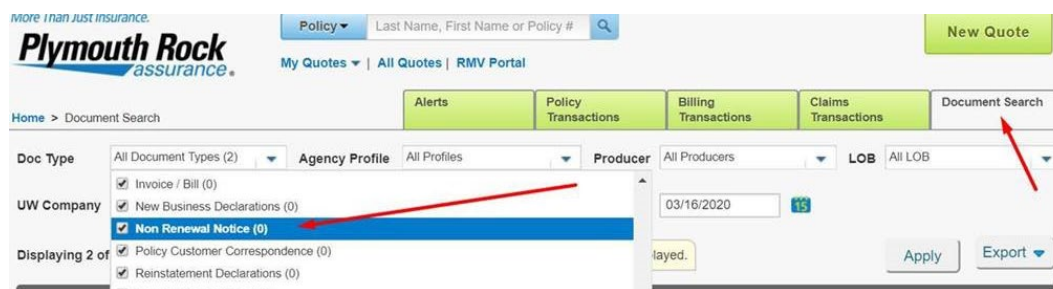 More Than Just Insurance.
Plymouth Rock
assurance®
Policy
Last Name, First Name or Policy #
My Quotes | All Quotes | RMV Portal
New Quote
Home > Document Search
Alerts
Policy Transactions
Billing Transactions
Claims Transactions
Document Search
Doc Type
All Document Types (2)
Agency Profile
All Profiles
Producer
All Producers
LOB
All LOB
Invoice / Bill (0)
UW Company
New Business Declarations (0)
03/16/2020
15
Non Renewal Notice (0)
Displaying 2 of
Policy Customer Correspondence (0)
layed.
Apply
Export
Reinstatement Declarations (0)